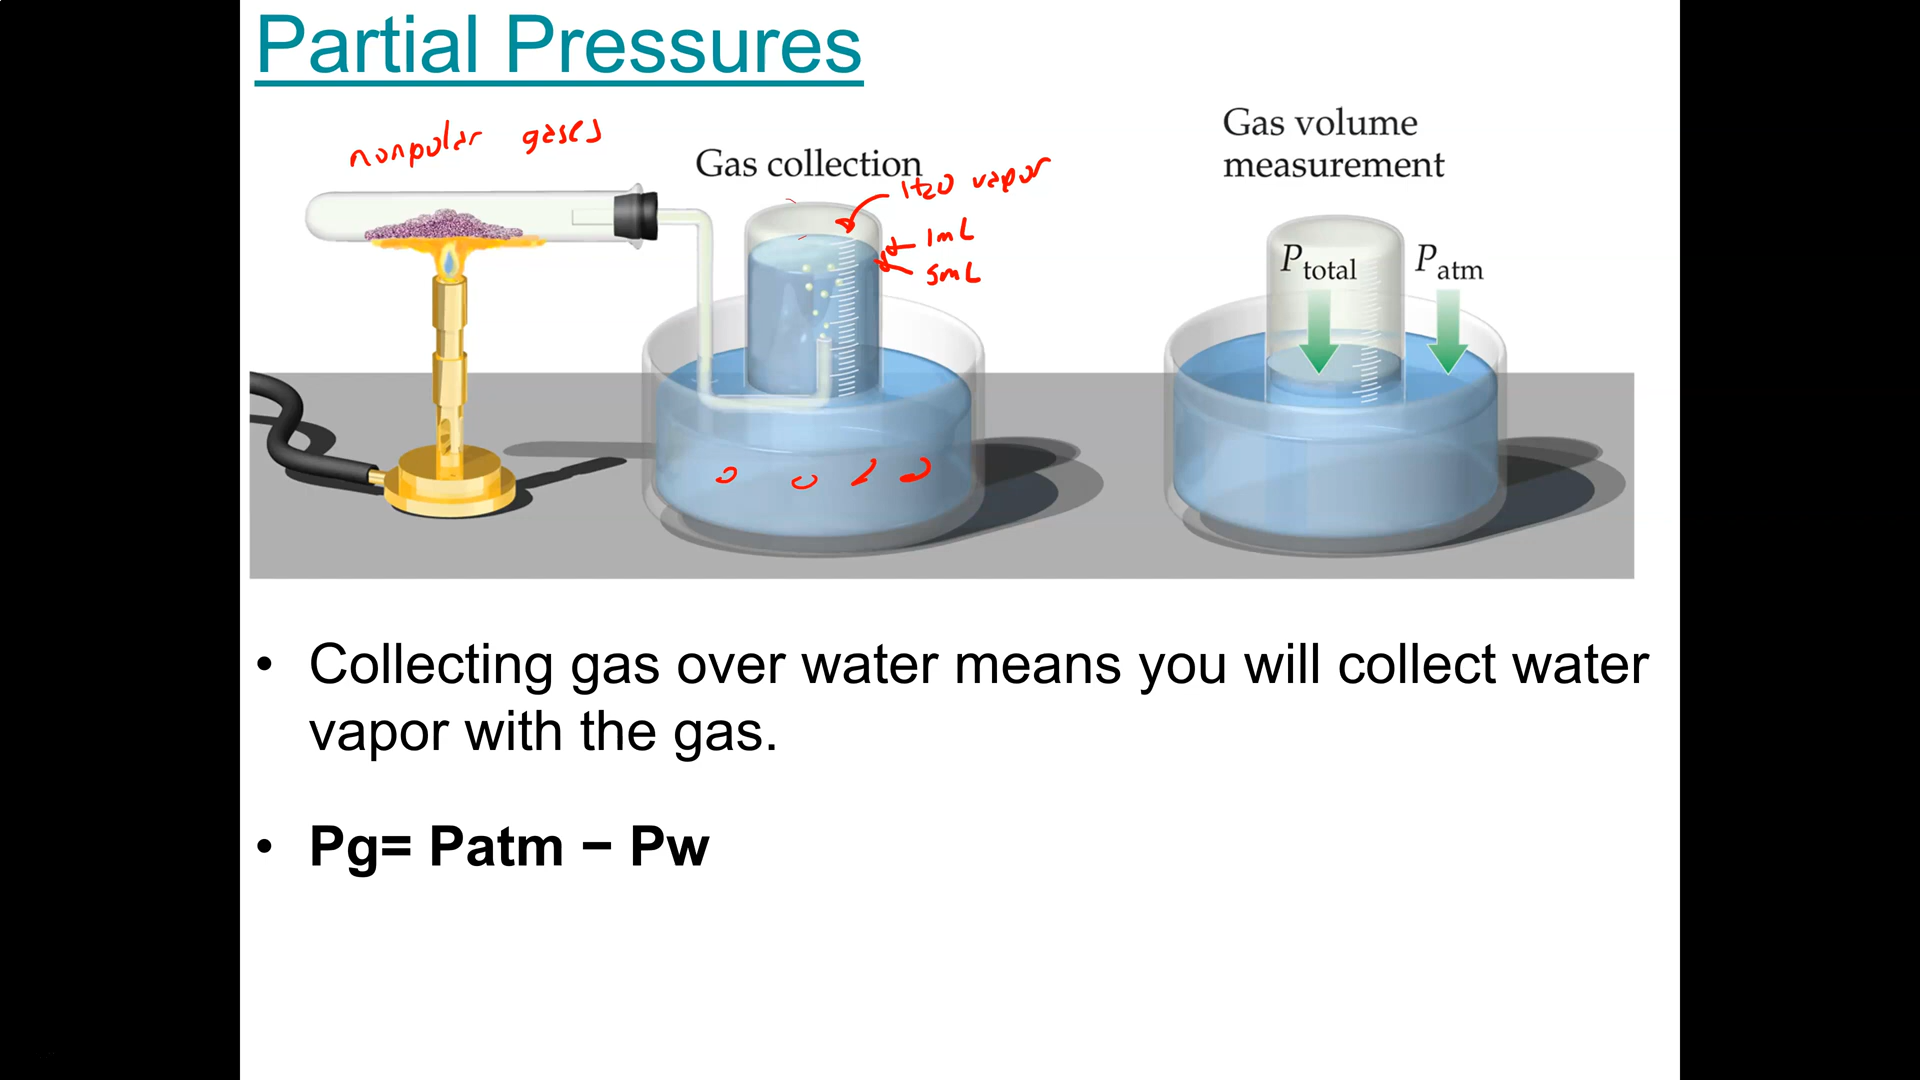 Partial Pressures
nonpolar gases
Gas collection
H2O vapor
1mL
5mL
Gas volume
measurement
Ptotal
Patm
• Collecting gas over water means you will collect water
vapor with the gas.
• Pg= Patm − Pw